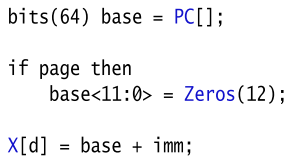 bits(64) base = PC[];
if page then
base<11:0> = Zeros(12);
X[d] = base + imm;